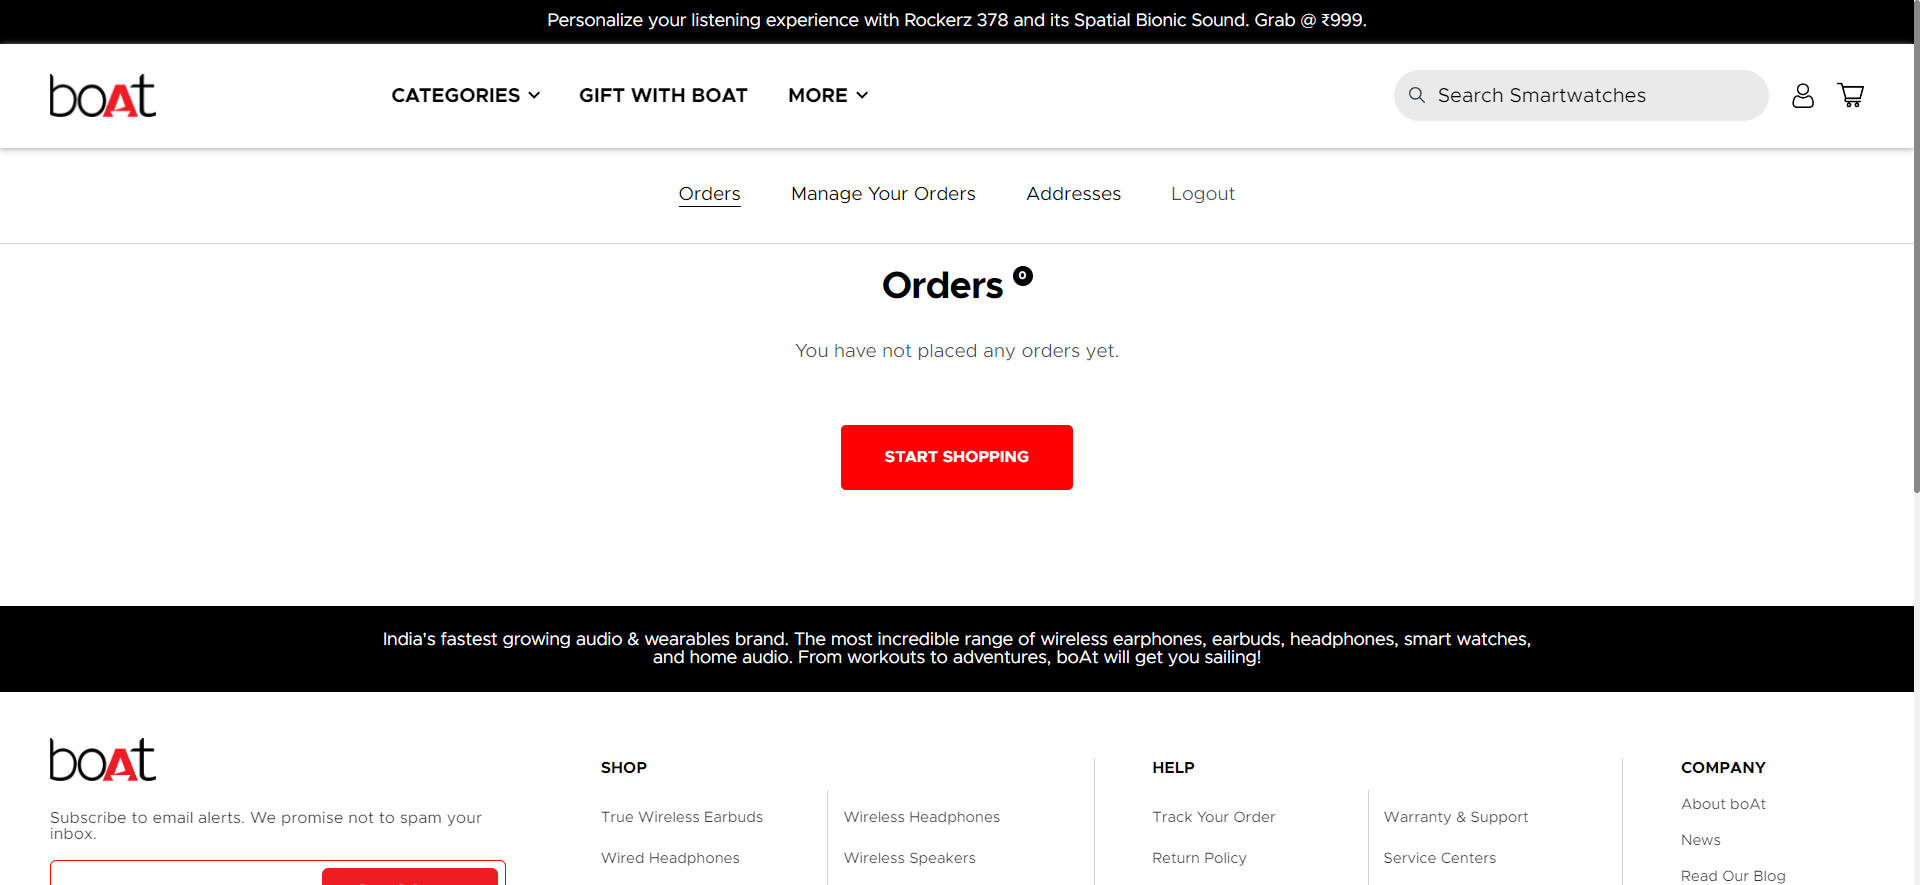 Personalize your listening experience with Rockerz 378 and its Spatial Bionic Sound. Grab @ ₹999.
boAt
CATEGORIES
GIFT WITH BOAT
MORE
Search Smartwatches
Orders
Manage Your Orders
Addresses
Logout
Orders 0
You have not placed any orders yet.
START SHOPPING
India's fastest growing audio & wearables brand. The most incredible range of wireless earphones, earbuds, headphones, smart watches,
and home audio. From workouts to adventures, boAt will get you sailing!
boAt
Subscribe to email alerts. We promise not to spam your
inbox.
SHOP
True Wireless Earbuds
Wired Headphones
Wireless Headphones
Wireless Speakers
HELP
Track Your Order
Return Policy
Warranty & Support
Service Centers
COMPANY
About boAt
News
Read Our Blog